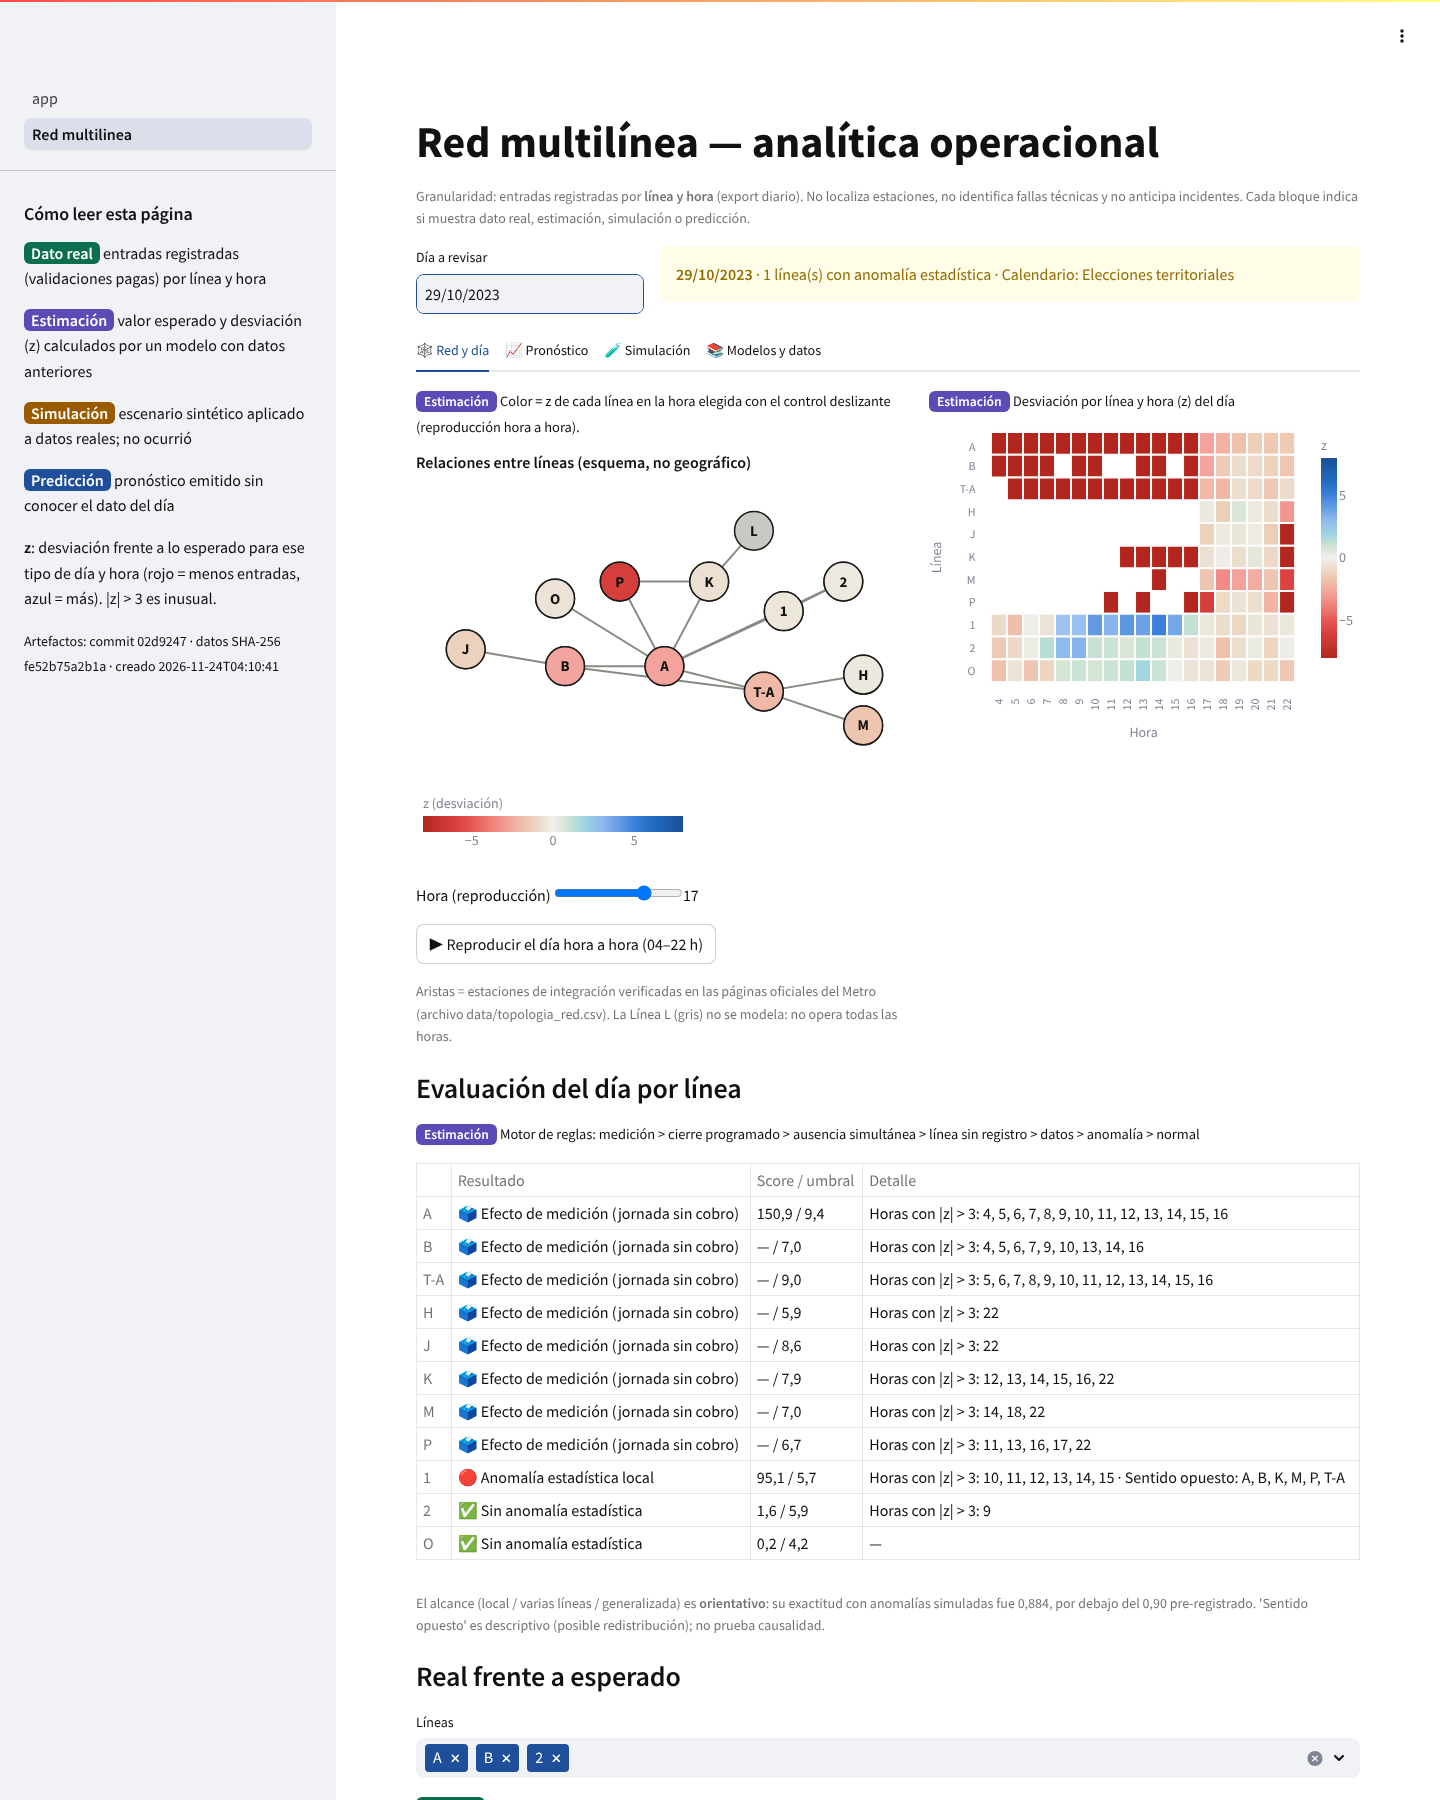 app
Red multilinea
Cómo leer esta página
Dato real entradas registradas
(validaciones pagas) por línea y hora
Estimación valor esperado y desviación
(z) calculados por un modelo con datos
anteriores
Simulación escenario sintético aplicado
a datos reales; no ocurrió
Predicción pronóstico emitido sin
conocer el dato del día
z: desviación frente a lo esperado para ese
tipo de día y hora (rojo = menos entradas,
azul = más). |z| > 3 es inusual.
Artefactos: commit 02d9247 · datos SHA-256
fe52b75a2b1a · creado 2026-11-24T04:10:41
Red multilínea — analítica operacional
Granularidad: entradas registradas por línea y hora (export diario). No localiza estaciones, no identifica fallas técnicas y no anticipa incidentes. Cada bloque indica
si muestra dato real, estimación, simulación o predicción.
Día a revisar
29/10/2023
29/10/2023 · 1 línea(s) con anomalía estadística · Calendario: Elecciones territoriales
🕸️ Red y día 📈 Pronóstico 🧪 Simulación 📚 Modelos y datos
Estimación Color = z de cada línea en la hora elegida con el control deslizante
(reproducción hora a hora).
Relaciones entre líneas (esquema, no geográfico)
L
P K 2
O 1
J B A H
T-A
M
z (desviación)
−5 0 5
Hora (reproducción) 17
▶ Reproducir el día hora a hora (04–22 h)
Aristas = estaciones de integración verificadas en las páginas oficiales del Metro
(archivo data/topologia_red.csv). La Línea L (gris) no se modela: no opera todas las
horas.
Estimación Desviación por línea y hora (z) del día
Línea
A
B
T-A
H
J
K
M
P
1
2
O
4 5 6 7 8 9 10 11 12 13 14 15 16 17 18 19 20 21 22
Hora
z
5
0
−5
Evaluación del día por línea
Estimación Motor de reglas: medición > cierre programado > ausencia simultánea > línea sin registro > datos > anomalía > normal
Resultado Score / umbral Detalle
A 🗳️ Efecto de medición (jornada sin cobro) 150,9 / 9,4 Horas con |z| > 3: 4, 5, 6, 7, 8, 9, 10, 11, 12, 13, 14, 15, 16
B 🗳️ Efecto de medición (jornada sin cobro) — / 7,0 Horas con |z| > 3: 4, 5, 6, 7, 9, 10, 13, 14, 16
T-A 🗳️ Efecto de medición (jornada sin cobro) — / 9,0 Horas con |z| > 3: 5, 6, 7, 8, 9, 10, 11, 12, 13, 14, 15, 16
H 🗳️ Efecto de medición (jornada sin cobro) — / 5,9 Horas con |z| > 3: 22
J 🗳️ Efecto de medición (jornada sin cobro) — / 8,6 Horas con |z| > 3: 22
K 🗳️ Efecto de medición (jornada sin cobro) — / 7,9 Horas con |z| > 3: 12, 13, 14, 15, 16, 22
M 🗳️ Efecto de medición (jornada sin cobro) — / 7,0 Horas con |z| > 3: 14, 18, 22
P 🗳️ Efecto de medición (jornada sin cobro) — / 6,7 Horas con |z| > 3: 11, 13, 16, 17, 22
1 🔴 Anomalía estadística local 95,1 / 5,7 Horas con |z| > 3: 10, 11, 12, 13, 14, 15 · Sentido opuesto: A, B, K, M, P, T-A
2 ✅ Sin anomalía estadística 1,6 / 5,9 Horas con |z| > 3: 9
O ✅ Sin anomalía estadística 0,2 / 4,2 —
El alcance (local / varias líneas / generalizada) es orientativo: su exactitud con anomalías simuladas fue 0,884, por debajo del 0,90 pre-registrado. 'Sentido
opuesto' es descriptivo (posible redistribución); no prueba causalidad.
Real frente a esperado
Líneas
A × B × 2 ×